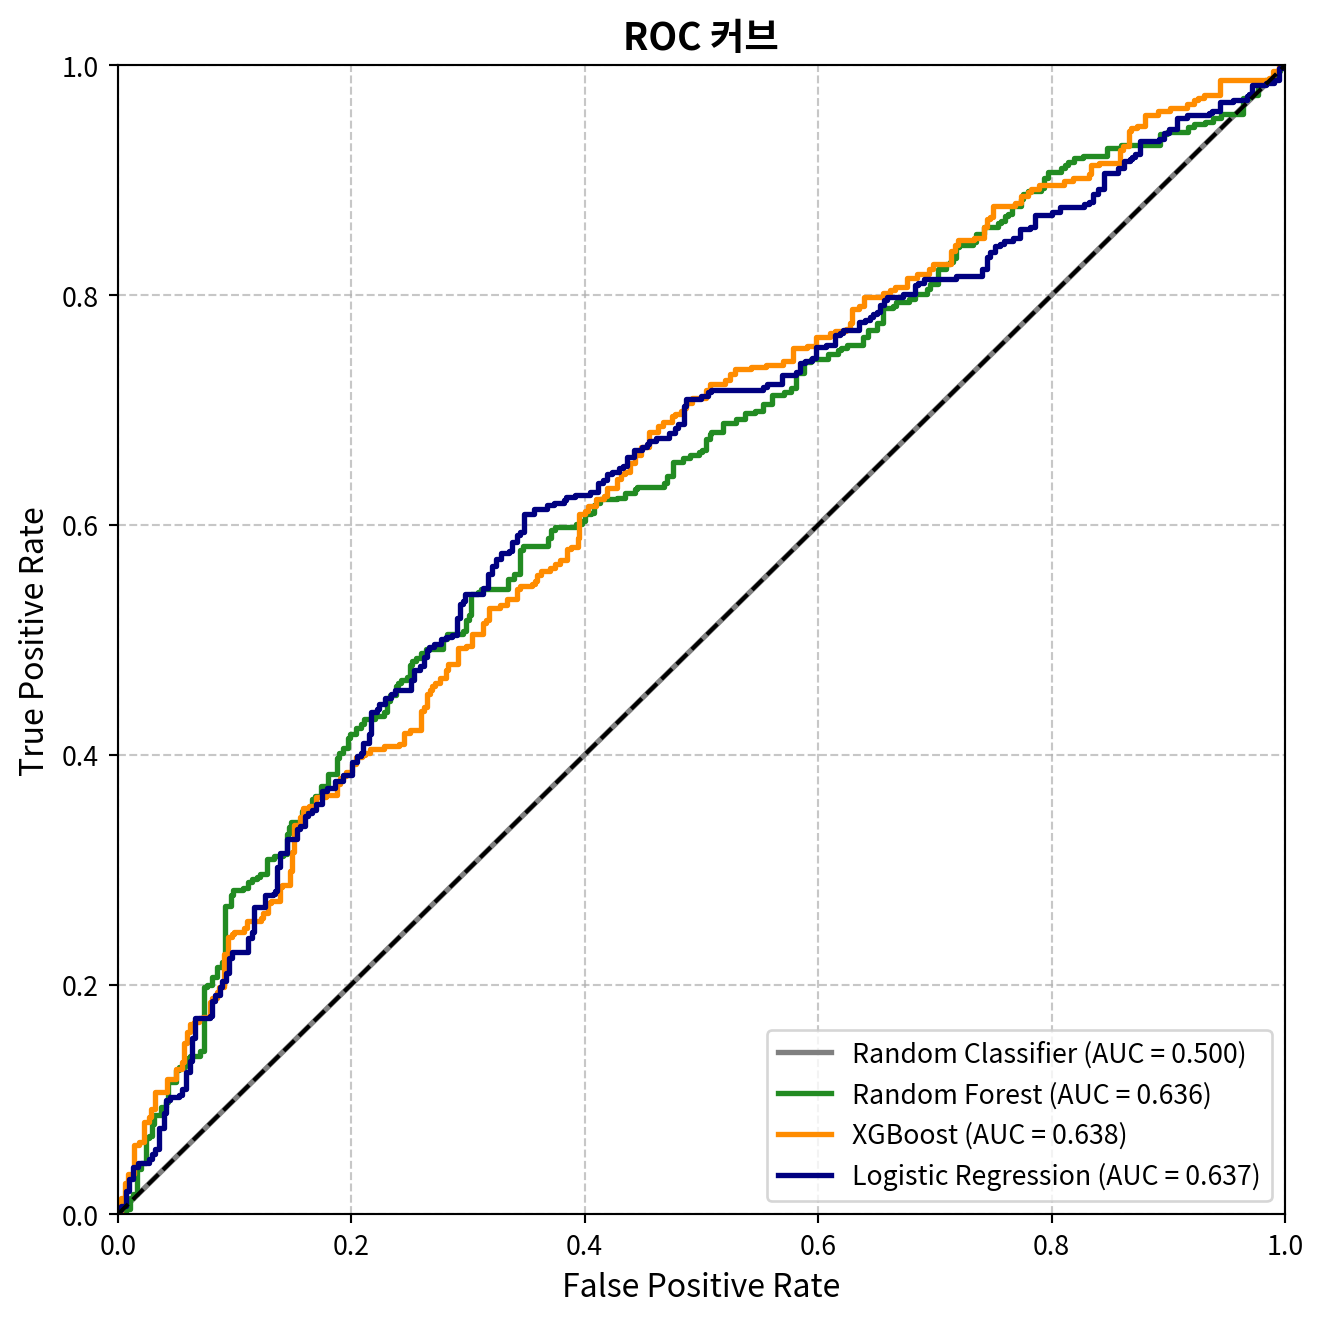 ROC 커브
True Positive Rate
1.0
0.8
0.6
0.4
0.2
0.0
0.0 0.2 0.4 0.6 0.8 1.0
False Positive Rate
Random Classifier (AUC = 0.500)
Random Forest (AUC = 0.636)
XGBoost (AUC = 0.638)
Logistic Regression (AUC = 0.637)